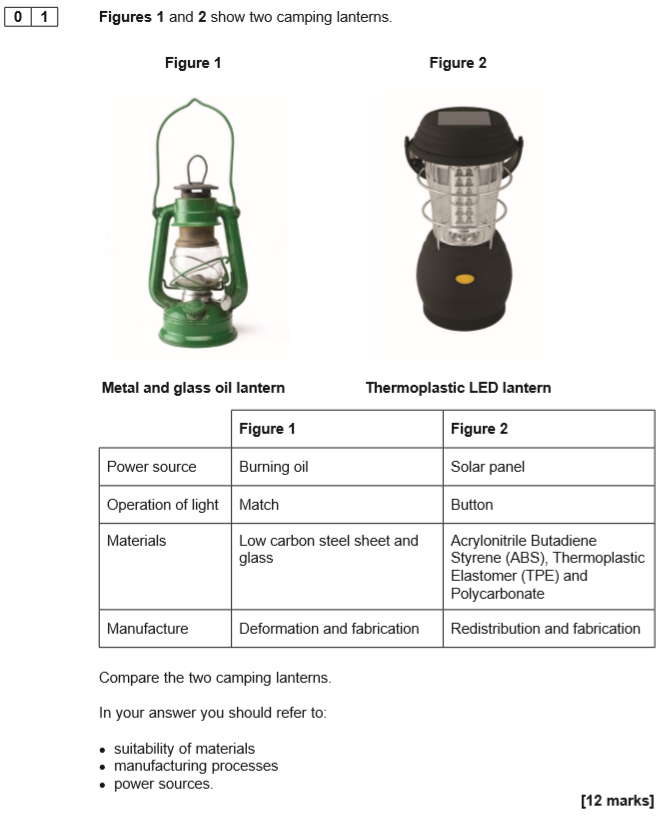 0 1 Figures 1 and 2 show two camping lanterns.
Figure 1 Figure 2
Metal and glass oil lantern Thermoplastic LED lantern
Figure 1 Figure 2
Power source Burning oil Solar panel
Operation of light Match Button
Materials Low carbon steel sheet and Acrylonitrile Butadiene
glass Styrene (ABS), Thermoplastic
Elastomer (TPE) and
Polycarbonate
Manufacture Deformation and fabrication Redistribution and fabrication
Compare the two camping lanterns.
In your answer you should refer to:
• suitability of materials
• manufacturing processes
• power sources.
[12 marks]